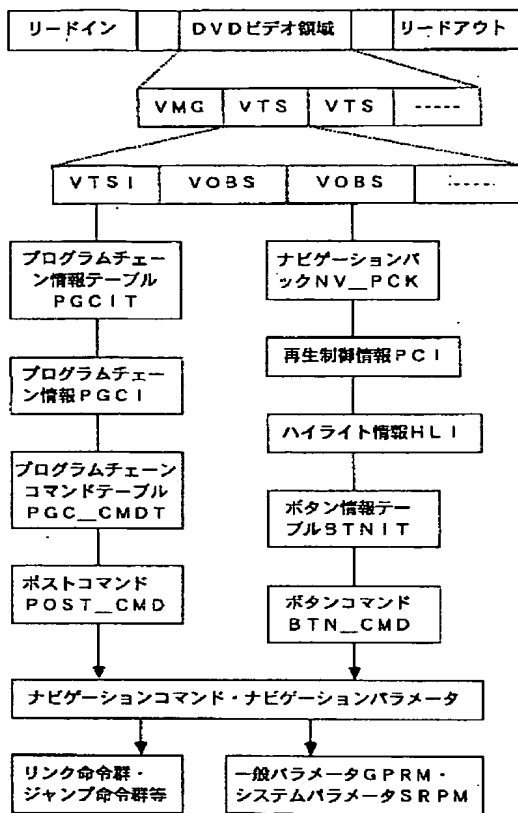 リードイン
DVDビデオ領域
リードアウト
VMG
VTS
VTS
-----
VTSI
VOBS
VOBS
-----
プログラムチェー
ン情報テーブル
PGCIT
プログラムチェー
ン情報PGCI
プログラムチェーン
コマンドテーブル
PGC__CMDT
ポストコマンド
POST__CMD
ナビゲーションパ
ックNV__PCK
再生制御情報PCI
ハイライト情報HLI
ボタン情報テー
ブルBTNIT
ボタンコマンド
BTN__CMD
ナビゲーションコマンド・ナビゲーションパラメータ
リンク命令群・
ジャンプ命令群等
一般パラメータGPRM・
システムパラメータSRPM